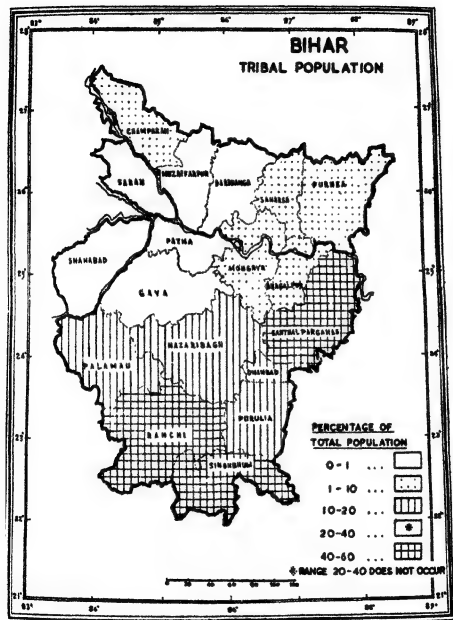 BIHAR
TRIBAL POPULATION
CHAMPARAN
MUZAFFARPUR
DARBHANGA
SARAN
SAHARSA
PURNEA
PATNA
SHAHABAD
MONGHYR
BHAGALPUR
GAYA
SANTHAL PARGANAS
PALAMAU
HAZARIBAGH
DHANBAD
PURULIA
RANCHI
SINGHBHUM
PERCENTAGE OF
TOTAL POPULATION
0-1 ...
1-10 ...
10-20 ...
20-40 ... *
40-60 ...
* RANGE 20-40 DOES NOT OCCUR